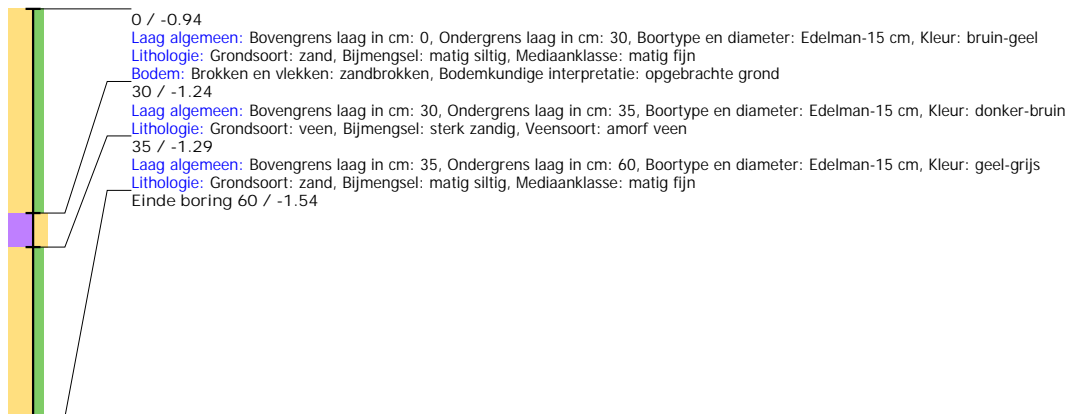 0 / -0.94
Laag algemeen: Bovengrens laag in cm: 0, Ondergrens laag in cm: 30, Boortype en diameter: Edelman-15 cm, Kleur: bruin-geel
Lithologie: Grondsoort: zand, Bijmengsel: matig siltig, Mediaanklasse: matig fijn
Bodem: Brokken en vlekken: zandbrokken, Bodemkundige interpretatie: opgebrachte grond
30 / -1.24
Laag algemeen: Bovengrens laag in cm: 30, Ondergrens laag in cm: 35, Boortype en diameter: Edelman-15 cm, Kleur: donker-bruin
Lithologie: Grondsoort: veen, Bijmengsel: sterk zandig, Veensoort: amorf veen
35 / -1.29
Laag algemeen: Bovengrens laag in cm: 35, Ondergrens laag in cm: 60, Boortype en diameter: Edelman-15 cm, Kleur: geel-grijs
Lithologie: Grondsoort: zand, Bijmengsel: matig siltig, Mediaanklasse: matig fijn
Einde boring 60 / -1.54